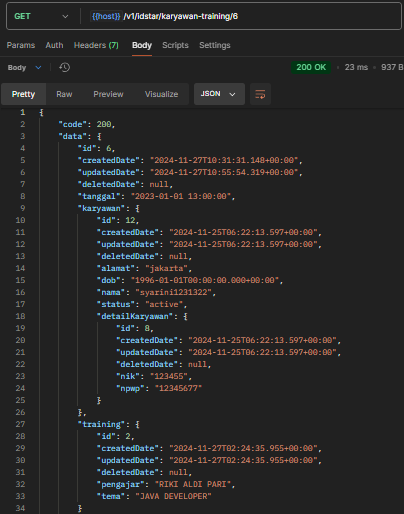 GET {{host}} /v1/idstar/karyawan-training/6
Params Auth Headers (7) Body Scripts Settings
Body 200 OK 23 ms 937 B
Pretty Raw Preview Visualize JSON
1 {
2 "code": 200,
3 "data": {
4 "id": 6,
5 "createdDate": "2024-11-27T10:31:31.148+00:00",
6 "updatedDate": "2024-11-27T10:55:54.319+00:00",
7 "deletedDate": null,
8 "tanggal": "2023-01-01 13:00:00",
9 "karyawan": {
10 "id": 12,
11 "createdDate": "2024-11-25T06:22:13.597+00:00",
12 "updatedDate": "2024-11-25T06:22:13.597+00:00",
13 "deletedDate": null,
14 "alamat": "jakarta",
15 "dob": "1996-01-01T00:00:00.000+00:00",
16 "nama": "syarini1231322",
17 "status": "active",
18 "detailKaryawan": {
19 "id": 8,
20 "createdDate": "2024-11-25T06:22:13.597+00:00",
21 "updatedDate": "2024-11-25T06:22:13.597+00:00",
22 "deletedDate": null,
23 "nik": "123455",
24 "npwp": "12345677"
25 }
26 },
27 "training": {
28 "id": 2,
29 "createdDate": "2024-11-27T02:24:35.955+00:00",
30 "updatedDate": "2024-11-27T02:24:35.955+00:00",
31 "deletedDate": null,
32 "pengajar": "RIKI ALDI PARI",
33 "tema": "JAVA DEVELOPER"
34 }